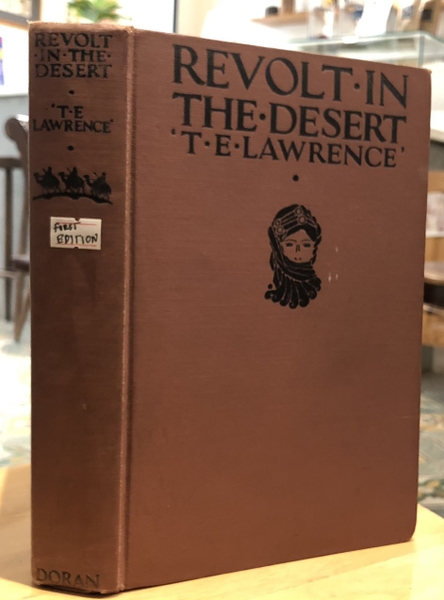 REVOLT
·IN·THE·
DESERT
'T·E
LAWRENCE'
FIRST
EDITION
DORAN
REVOLT·IN
THE·DESERT
'T·E·LAWRENCE'